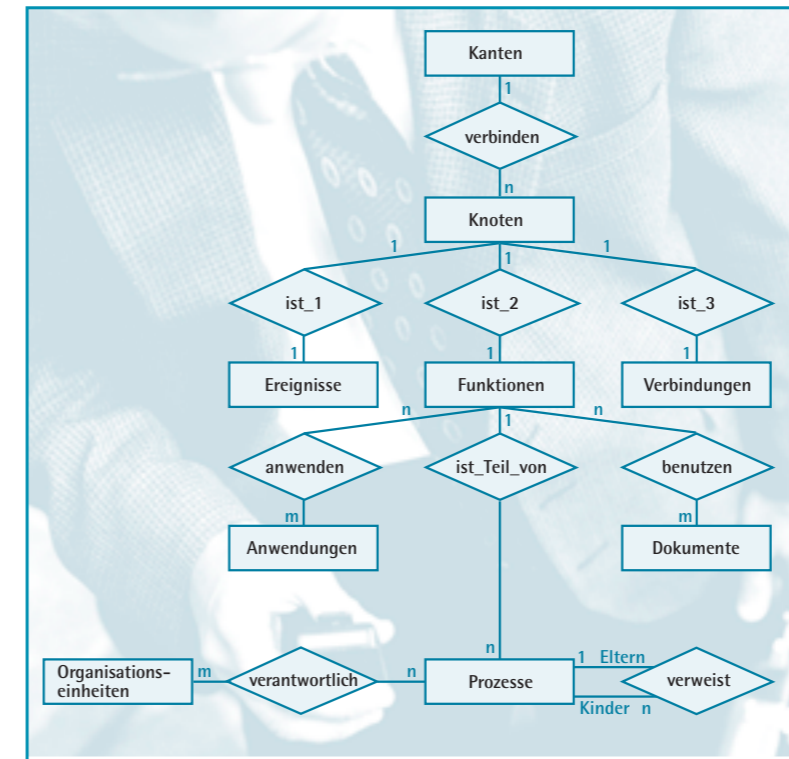 Kanten
1
verbinden
n
Knoten
1 1 1
ist_1 ist_2 ist_3
1 1 1
Ereignisse Funktionen Verbindungen
n 1 n
anwenden ist_Teil_von benutzen
m m
Anwendungen Dokumente
n
1 Eltern
Organisations-
einheiten m verantwortlich n Prozesse verweist
Kinder n